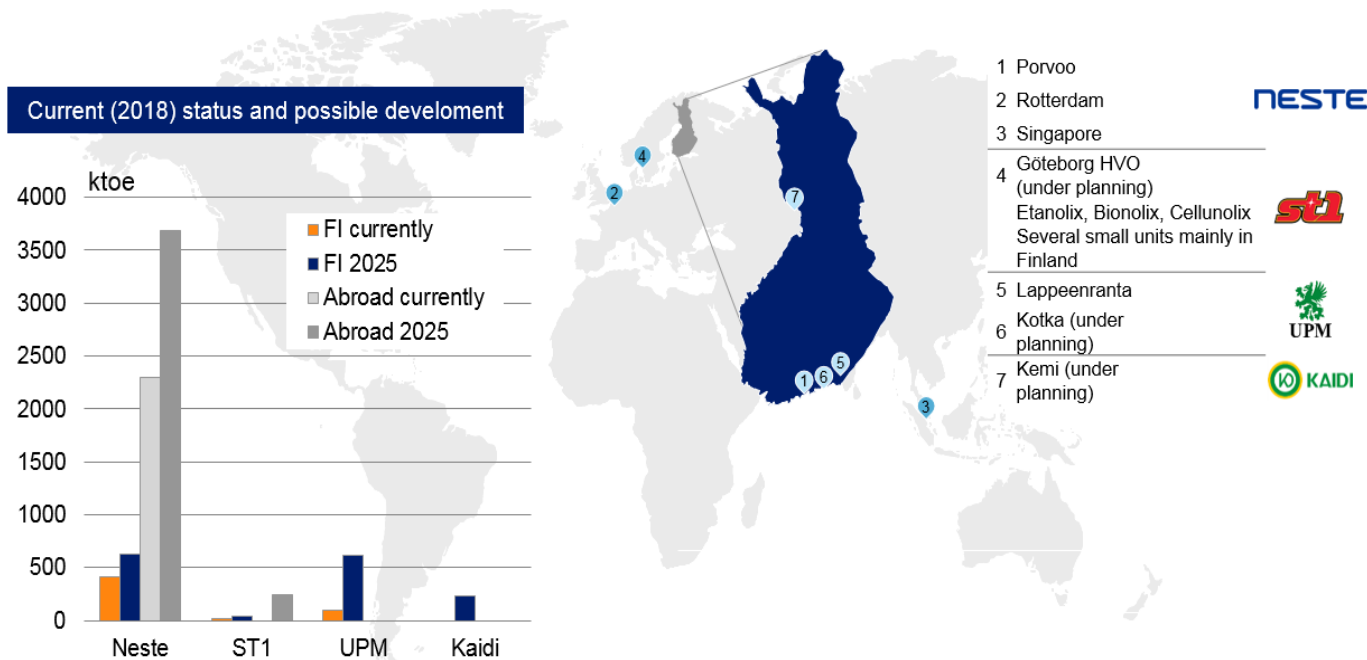 Current (2018) status and possible develoment
ktoe
4000
3500
3000
2500
2000
1500
1000
500
0
FI currently
FI 2025
Abroad currently
Abroad 2025
Neste
ST1
UPM
Kaidi
4
2
7
5
6
1
3
1 Porvoo
2 Rotterdam
3 Singapore
NESTE
4 Göteborg HVO
(under planning)
Etanolix, Bionolix, Cellunolix
Several small units mainly in
Finland
st1
5 Lappeenranta
6 Kotka (under
planning)
UPM
7 Kemi (under
planning)
KAIDI